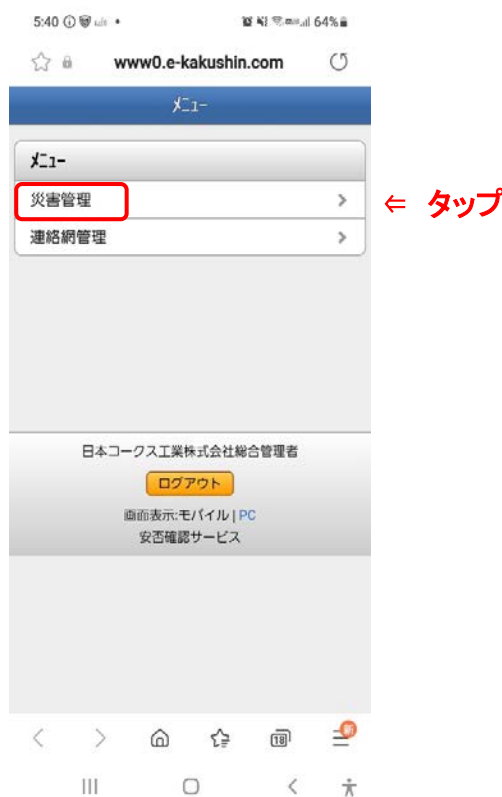 5:40
64%
www0.e-kakushin.com
ﾒﾆｭｰ
ﾒﾆｭｰ
災害管理
⇐ タップ
連絡網管理
日本コークス工業株式会社総合管理者
ログアウト
画面表示:モバイル | PC
安否確認サービス
18
新